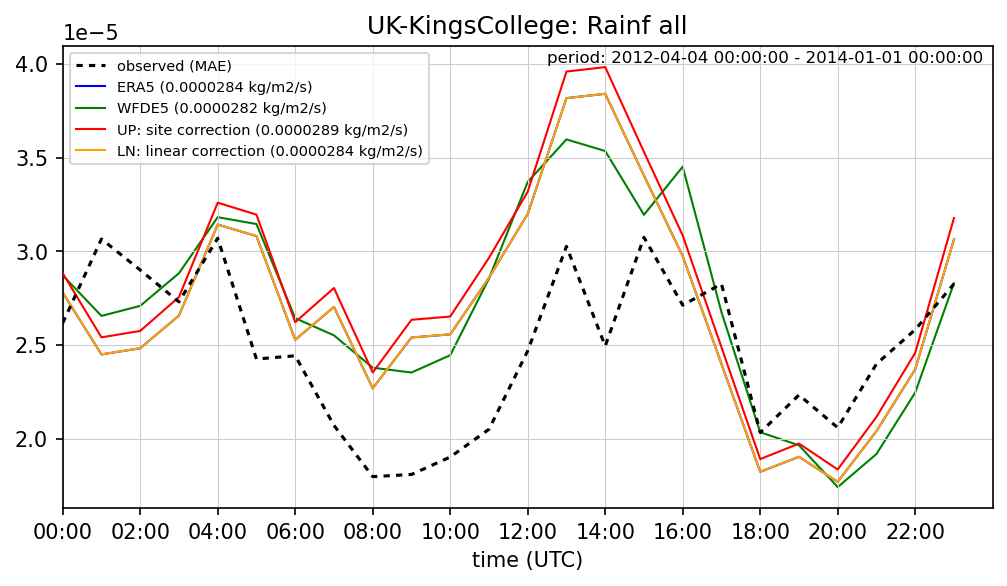 UK-KingsCollege: Rainf all
1e−5
period: 2012-04-04 00:00:00 - 2014-01-01 00:00:00
observed (MAE)
ERA5 (0.0000284 kg/m2/s)
WFDE5 (0.0000282 kg/m2/s)
UP: site correction (0.0000289 kg/m2/s)
LN: linear correction (0.0000284 kg/m2/s)
4.0
3.5
3.0
2.5
2.0
00:00 02:00 04:00 06:00 08:00 10:00 12:00 14:00 16:00 18:00 20:00 22:00
time (UTC)